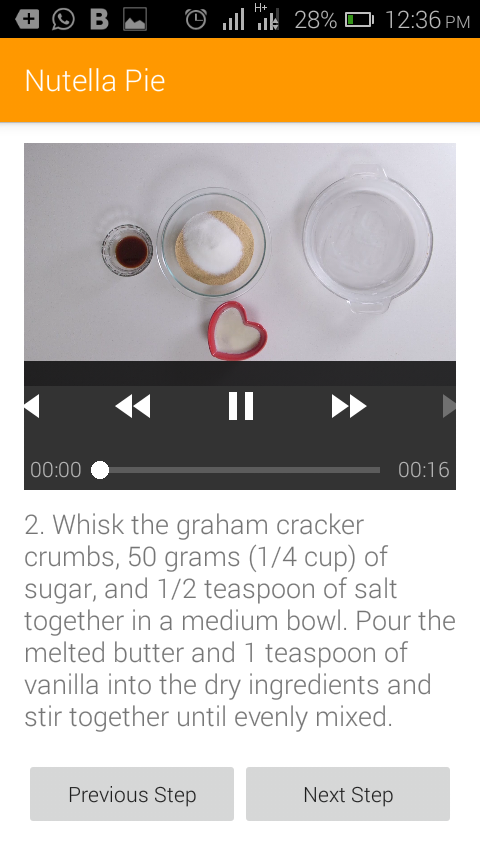 H+
28% 12:36 PM
Nutella Pie
00:00 00:16
2. Whisk the graham cracker
crumbs, 50 grams (1/4 cup) of
sugar, and 1/2 teaspoon of salt
together in a medium bowl. Pour the
melted butter and 1 teaspoon of
vanilla into the dry ingredients and
stir together until evenly mixed.
Previous Step Next Step